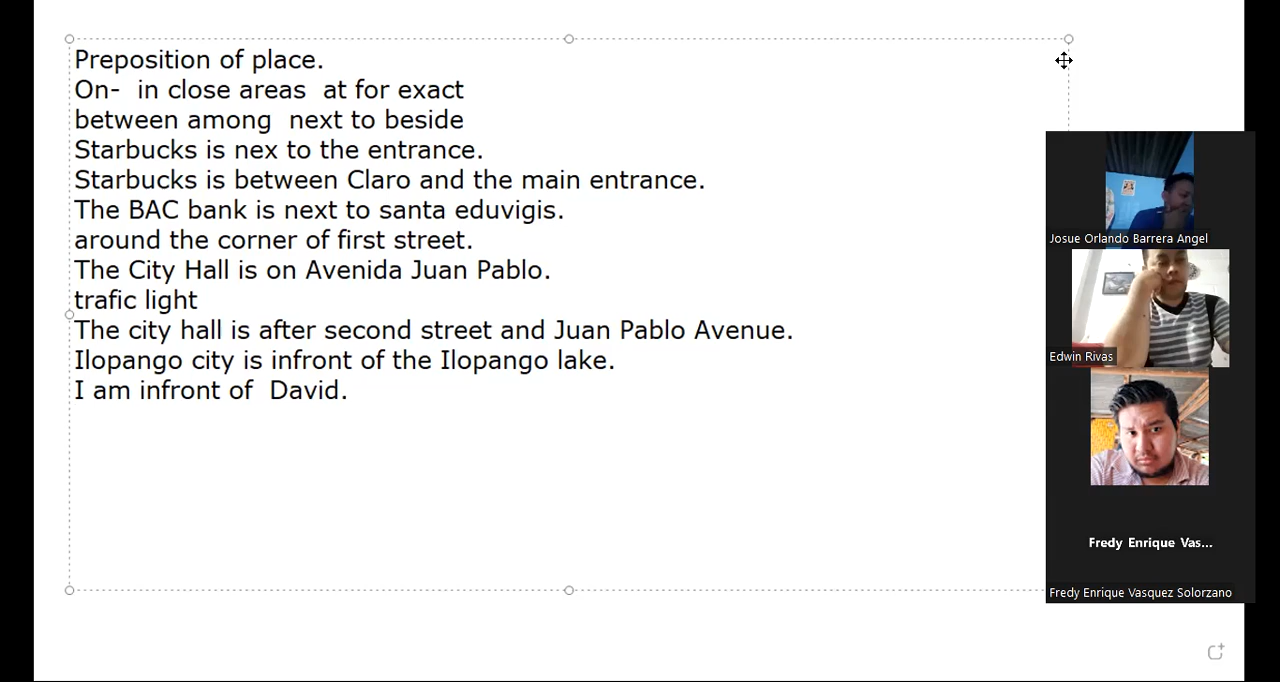 Preposition of place.
On-  in close areas  at for exact
between among  next to beside
Starbucks is nex to the entrance.
Starbucks is between Claro and the main entrance.
The BAC bank is next to santa eduvigis.
around the corner of first street.
The City Hall is on Avenida Juan Pablo.
trafic light
The city hall is after second street and Juan Pablo Avenue.
Ilopango city is infront of the Ilopango lake.
I am infront of  David.
Josue Orlando Barrera Angel
Edwin Rivas
Fredy Enrique Vas...
Fredy Enrique Vasquez Solorzano